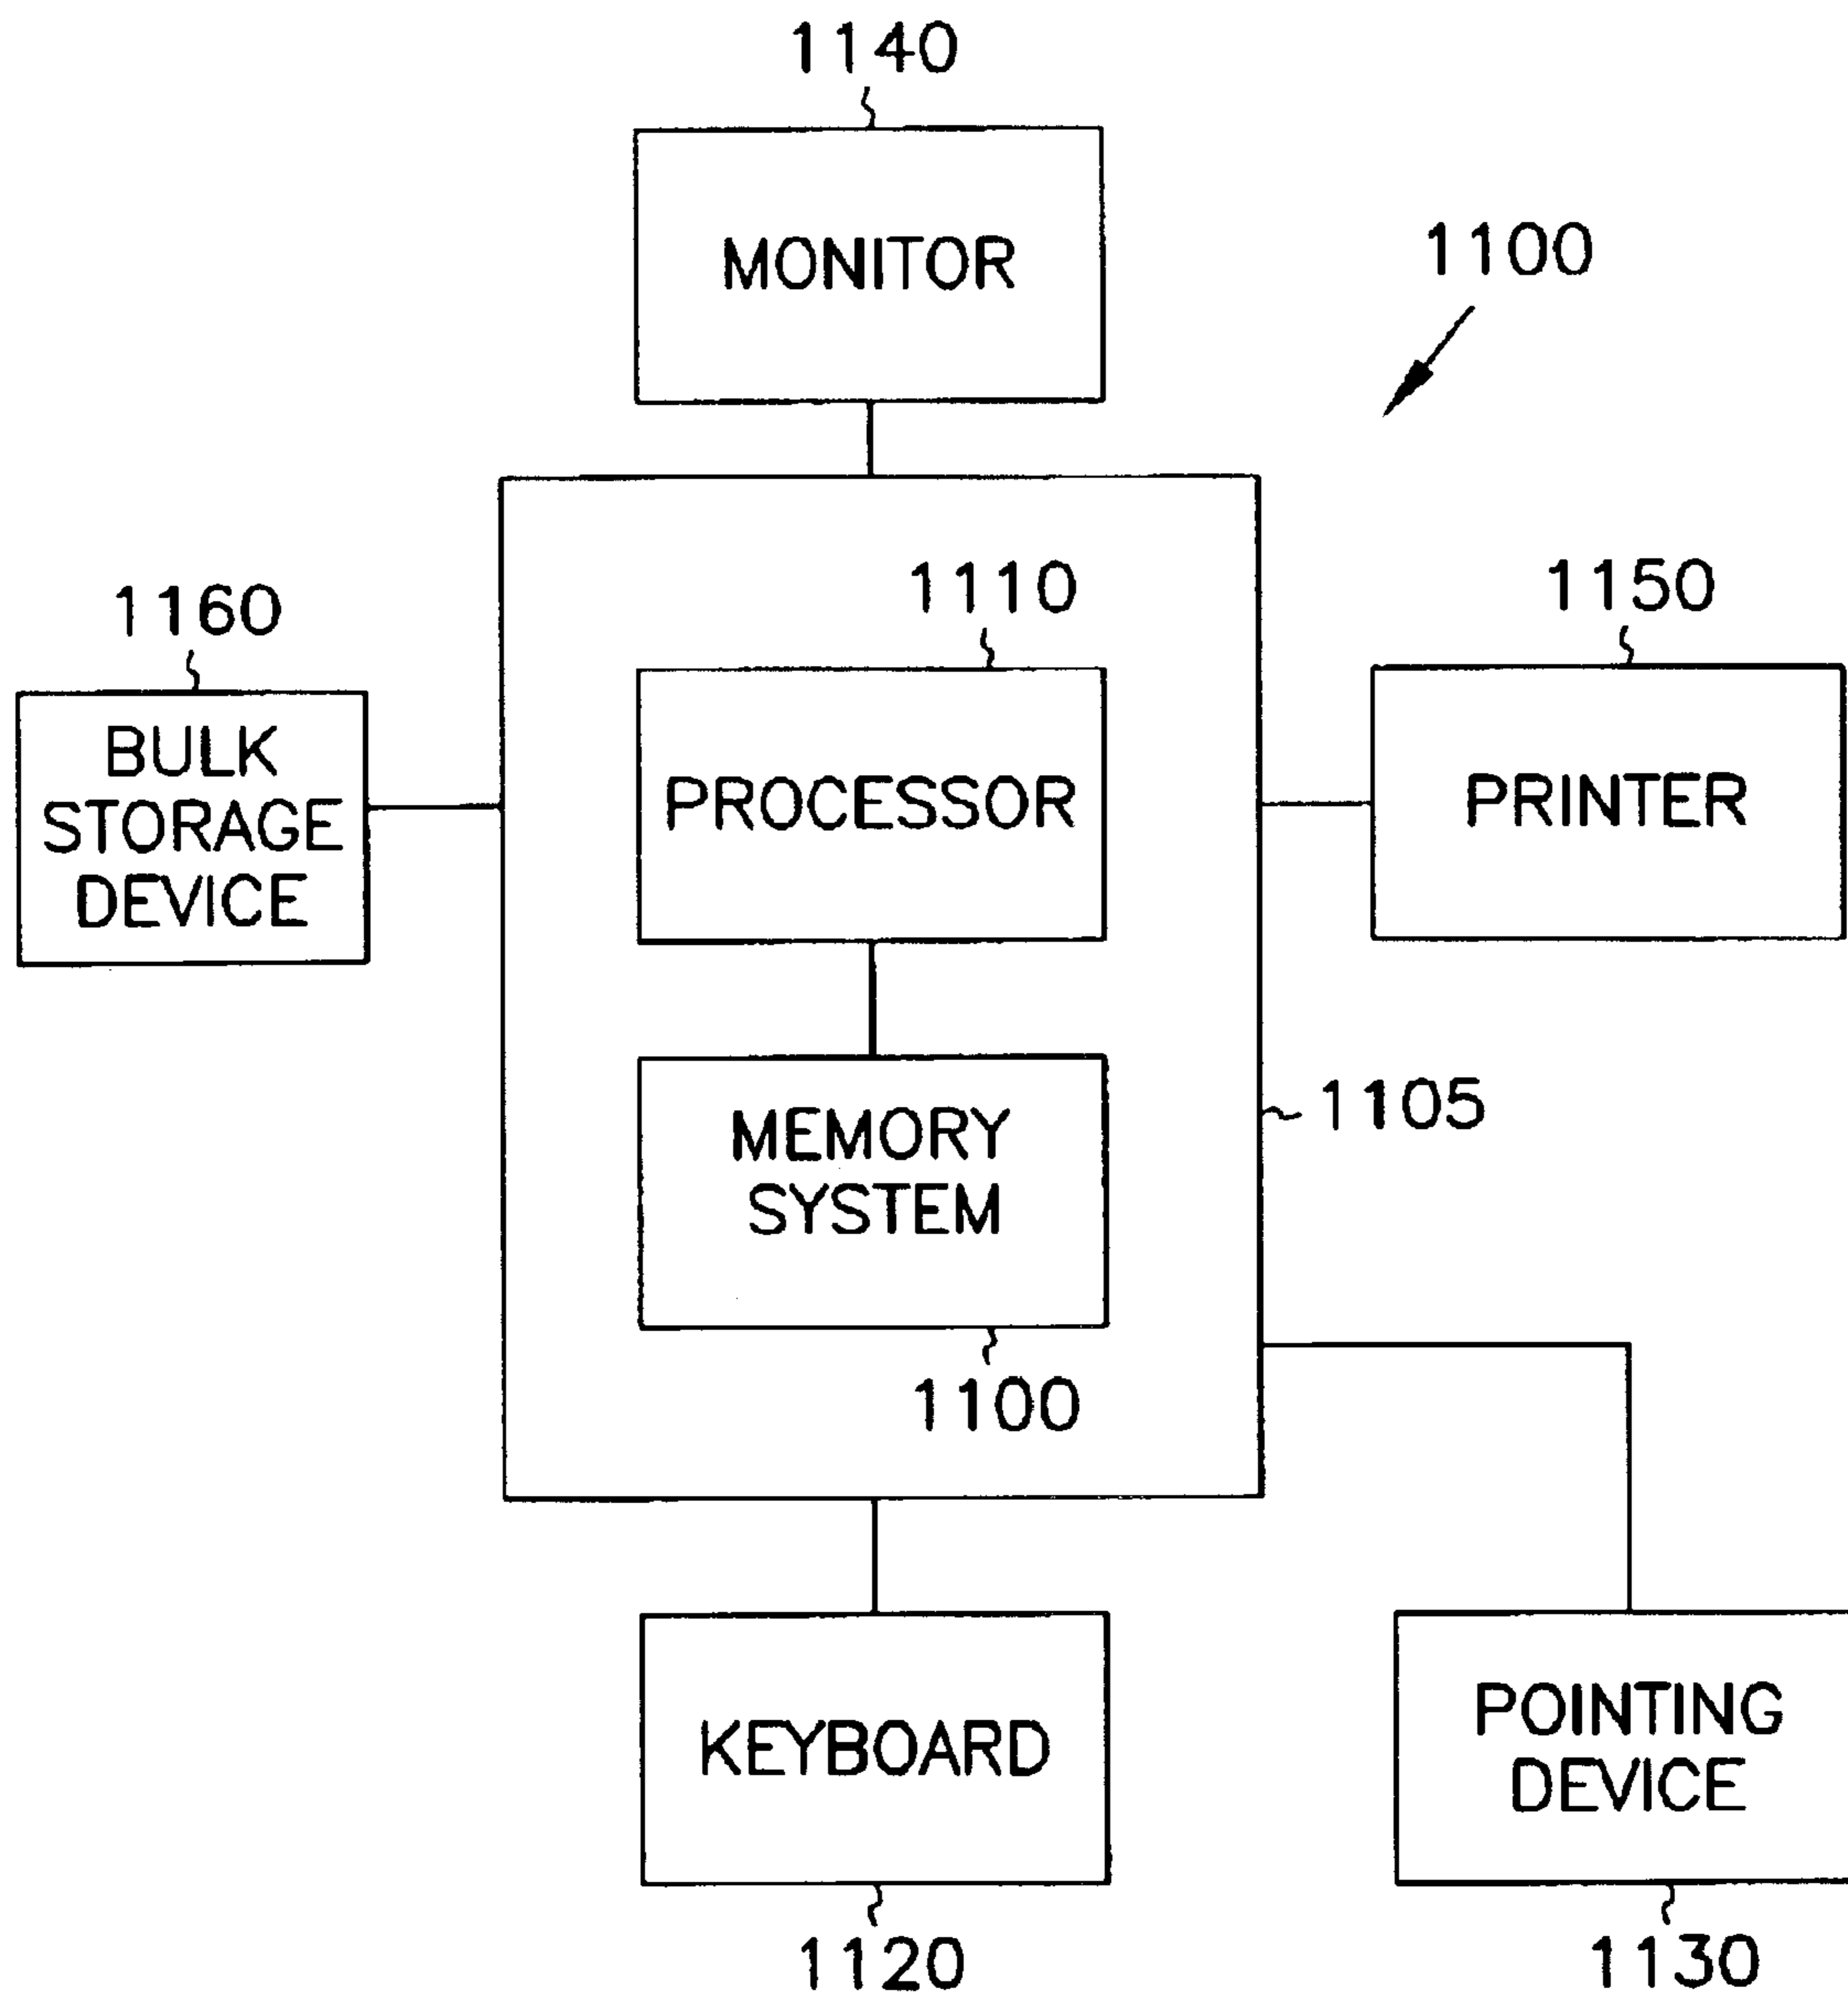 1140
MONITOR
1100
1160
BULK
STORAGE
DEVICE
1110
PROCESSOR
1150
PRINTER
MEMORY
SYSTEM
1100
1105
KEYBOARD
1120
POINTING
DEVICE
1130